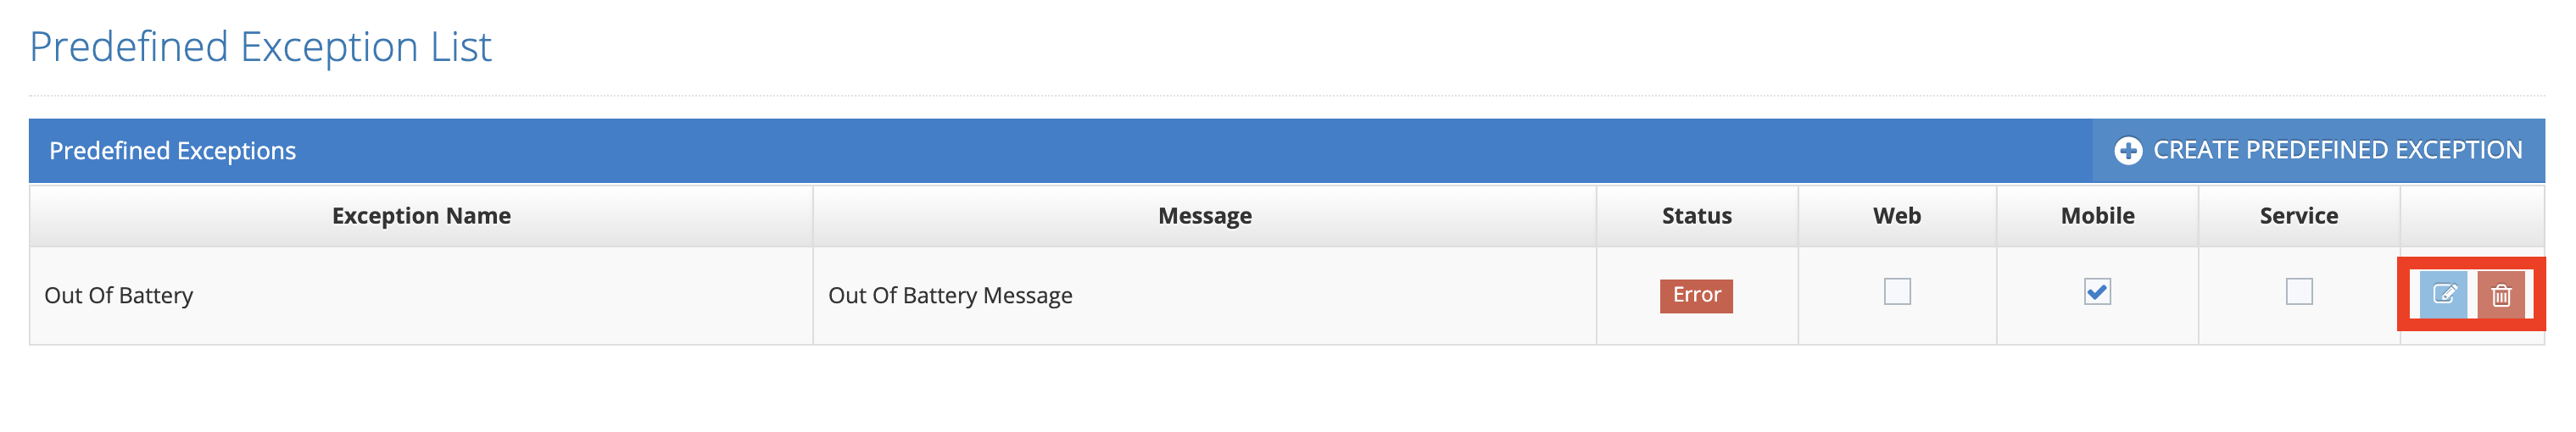 Predefined Exception List
Predefined Exceptions
CREATE PREDEFINED EXCEPTION
Exception Name Message Status Web Mobile Service
Out Of Battery Out Of Battery Message Error